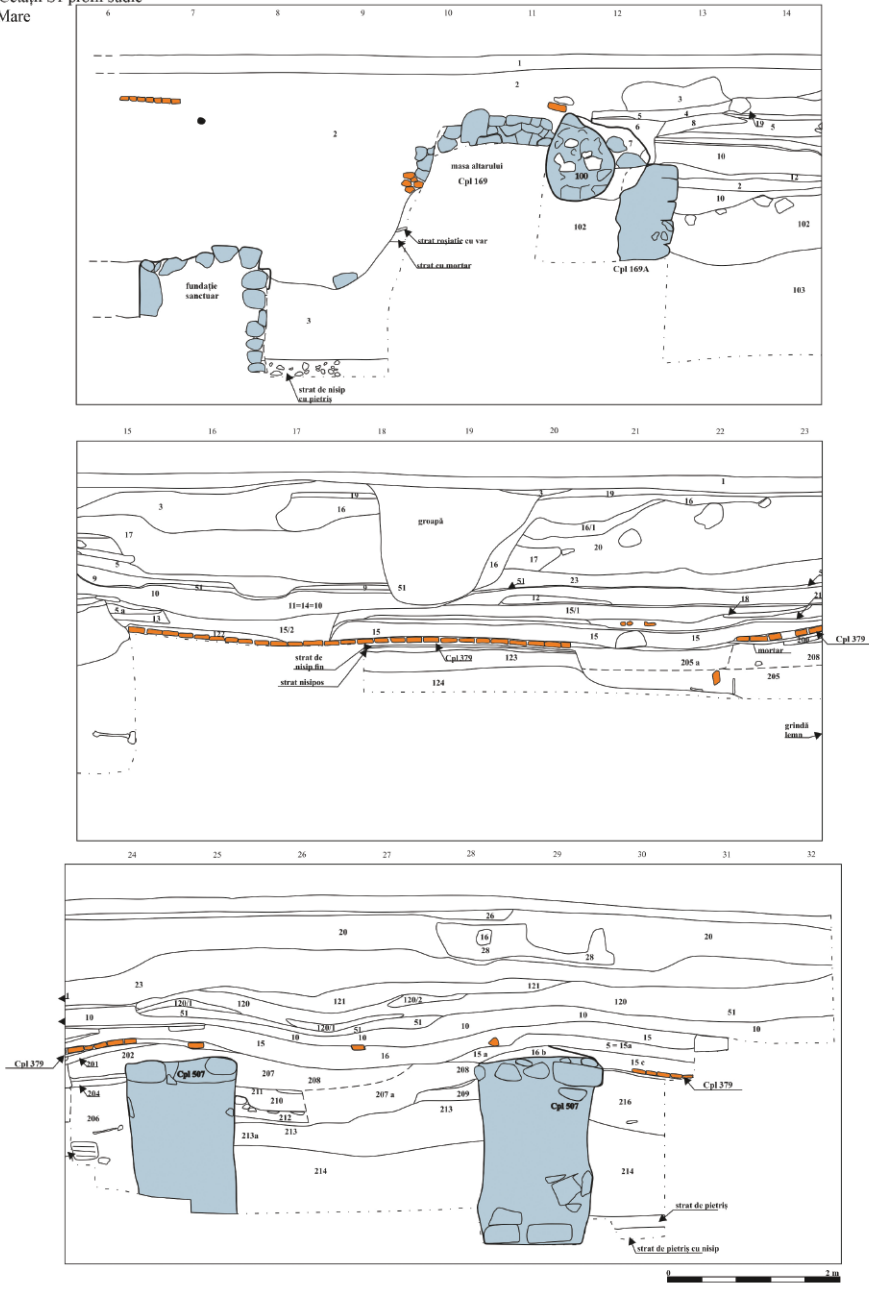 Cetății S1 profil sudic
Mare
6 7 8 9 10 11 12 13 14
1
2
3
2
5 4
6 8 19 5
7
10
masa altarului
Cpl 169
100
12
2
10
102
102
strat roșiatic cu var
strat cu mortar
Cpl 169A
fundație
sanctuar
103
3
strat de nisip
cu pietriș
15 16 17 18 19 20 21 22 23
1
3 19 3 19 16
16
groapă
16/1
17
20
5
17
16
9 51 9 51 51 23
10
11=14=10
12
18 21
5 a
13
15/1
122 15/2 15 15 15
Cpl 379
strat de
nisip fin
Cpl 379
123
mortar
208
strat nisipos
205 a
124
205
grindă
lemn
24 25 26 27 28 29 30 31 32
26
20 16 20
28 28
23
121
120/1 120 121 120/2 120
51 51
10
120/1 51 51 10 10 10
10 10
15 15
16 5 = 15a
15 a 16 b
202
Cpl 379
201
Cpl 507
207 208
208
15 c
Cpl 379
204
211
210
207 a 209
Cpl 507
216
206
212
213
213a 213
214 214
strat de pietriș
strat de pietriș cu nisip
0 2 m